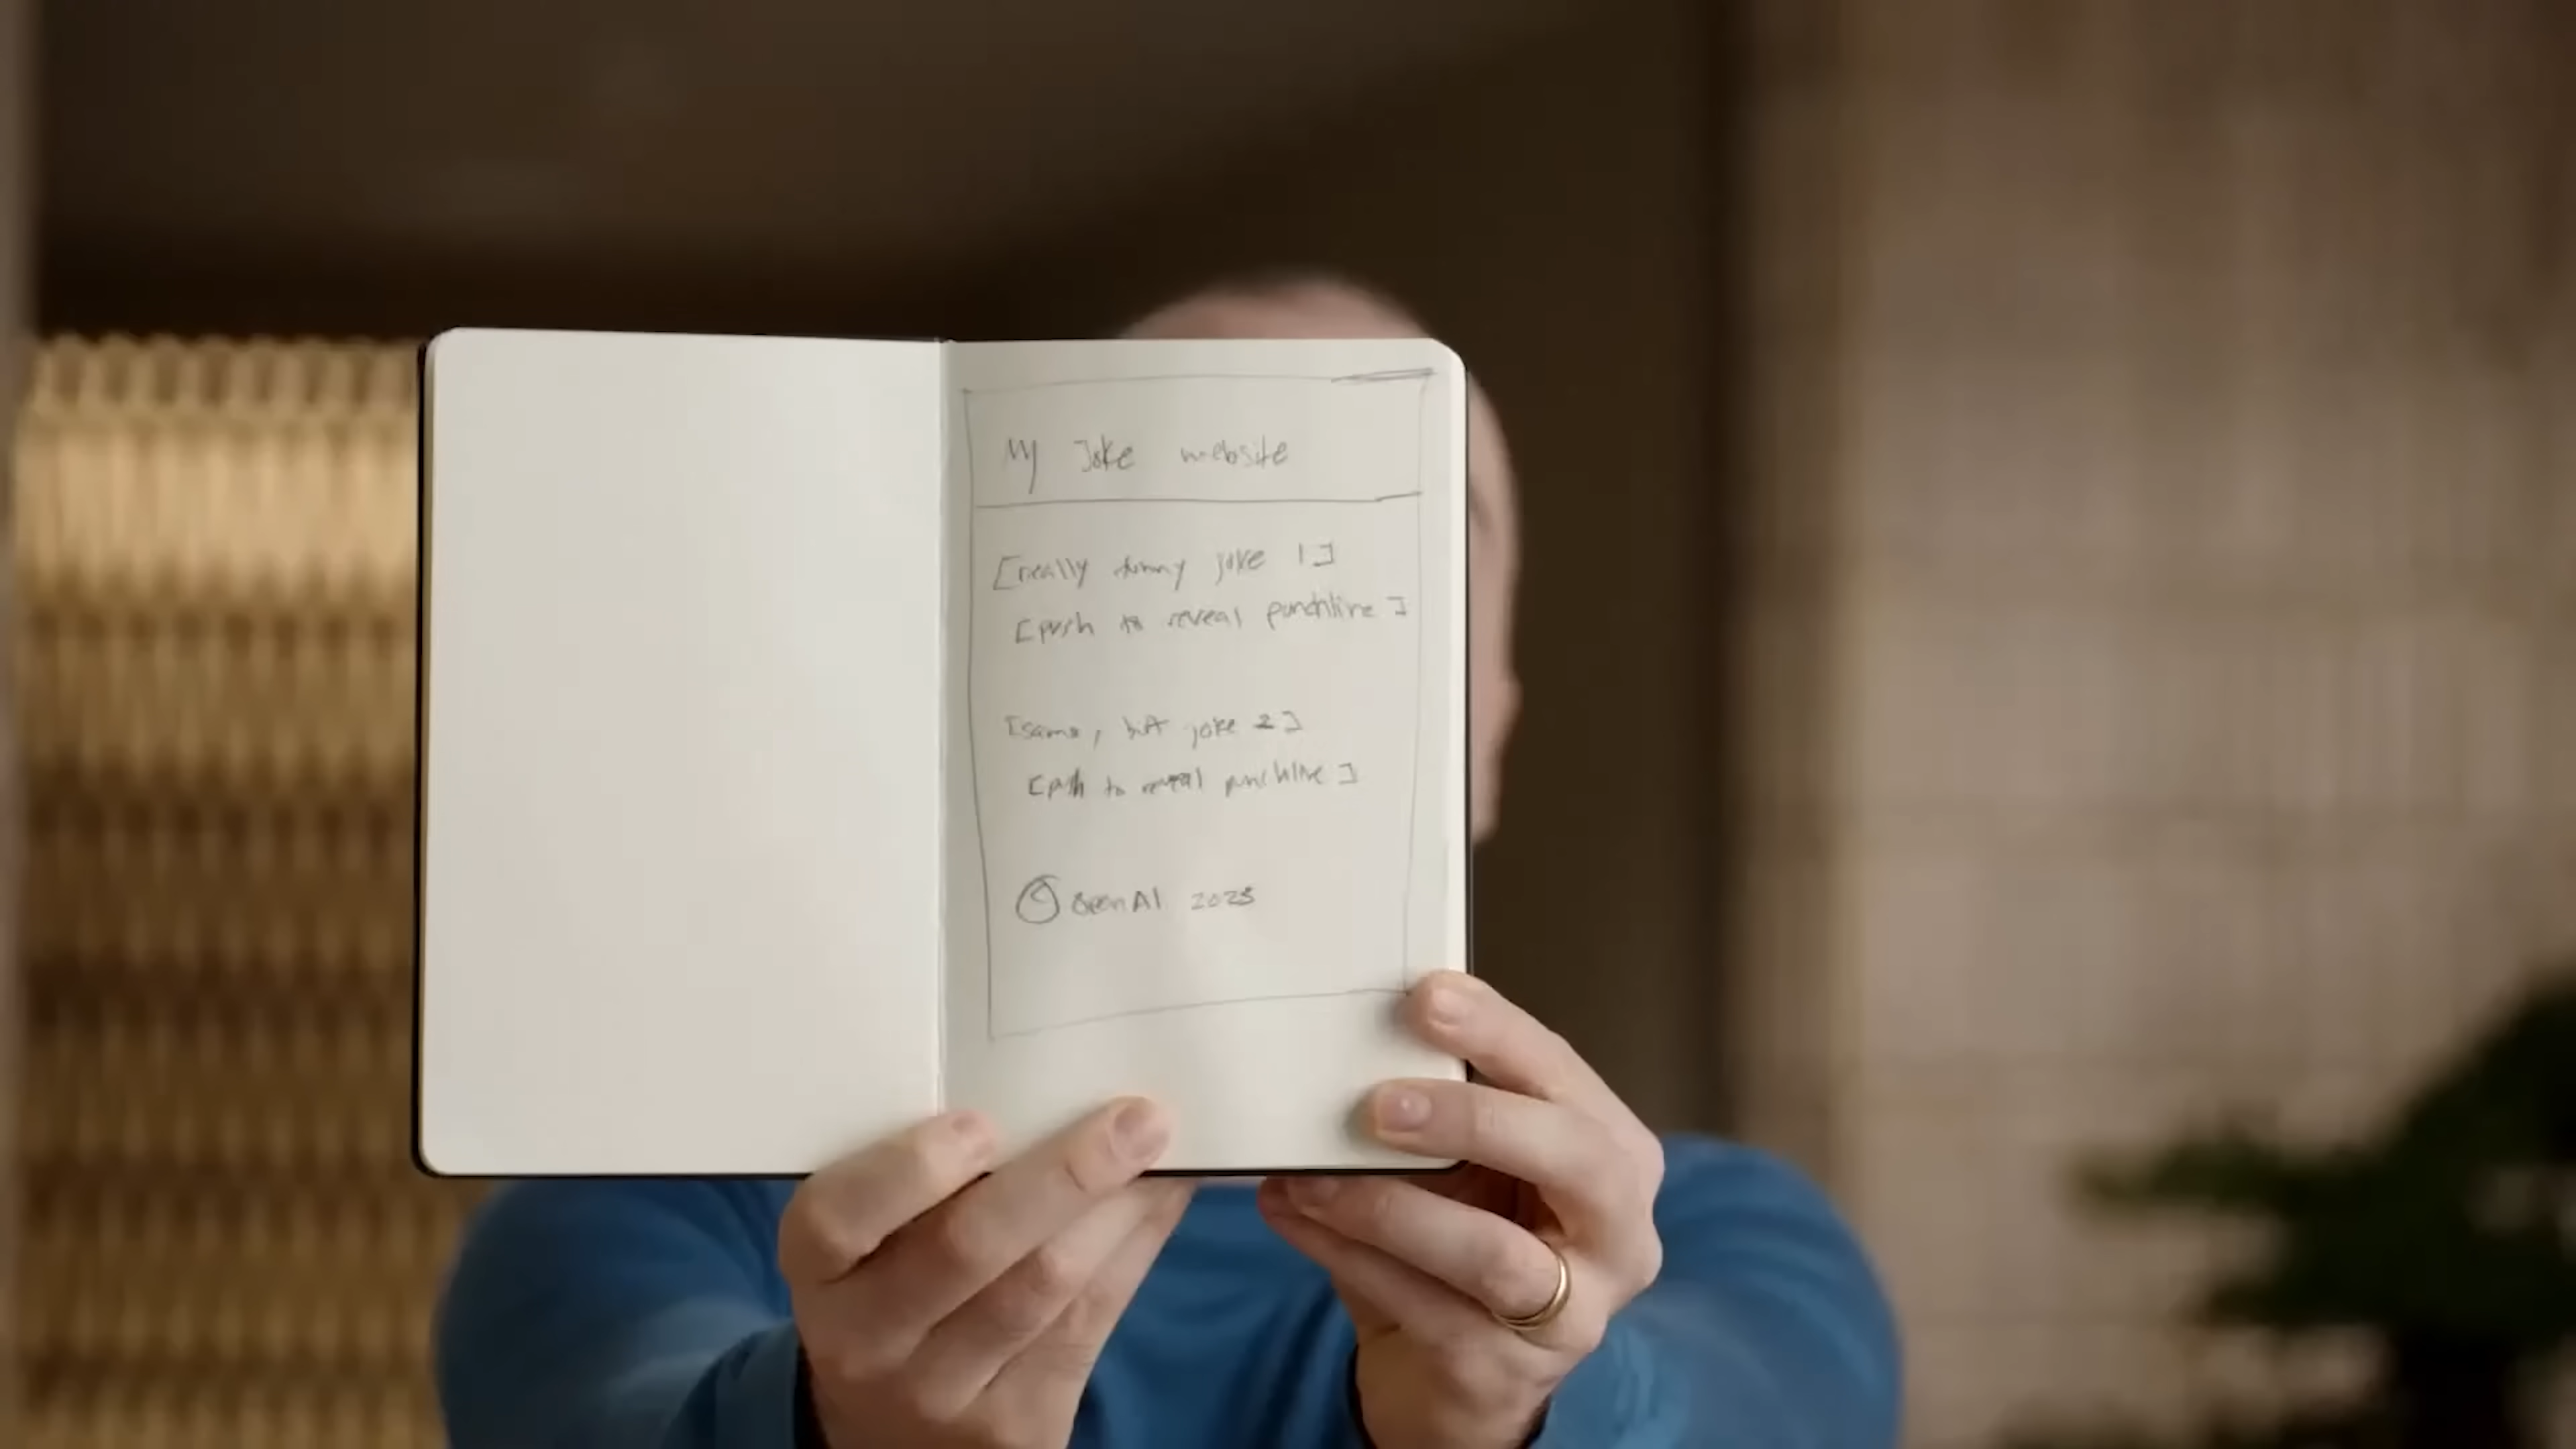 My Joke website
[really funny joke 1]
[push to reveal punchline]
[same, but joke 2]
[push to reveal punchline]
© OpenAI 2023